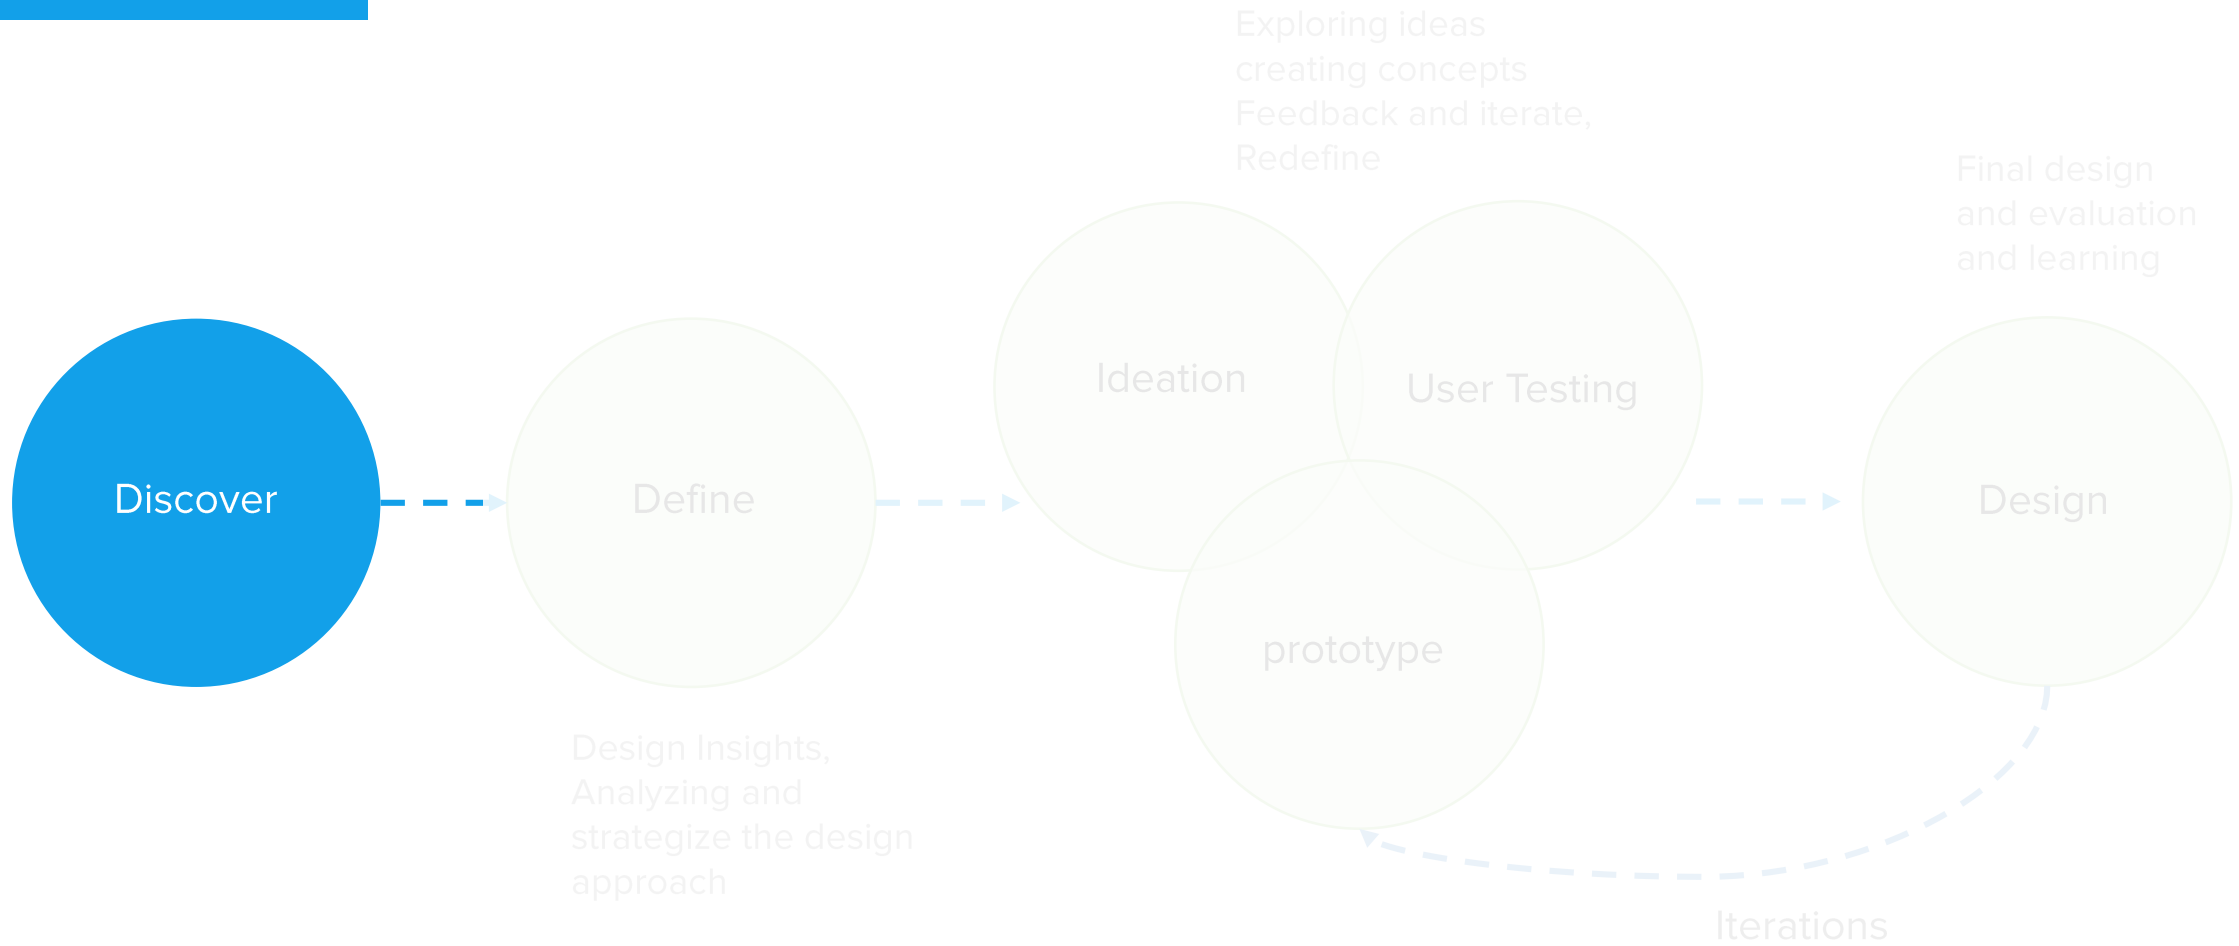 Exploring ideas
creating concepts
Feedback and iterate,
Redefine
Final design
and evaluation
and learning
Discover
Define
Ideation
User Testing
prototype
Design
Design Insights,
Analyzing and
strategize the design
approach
Iterations